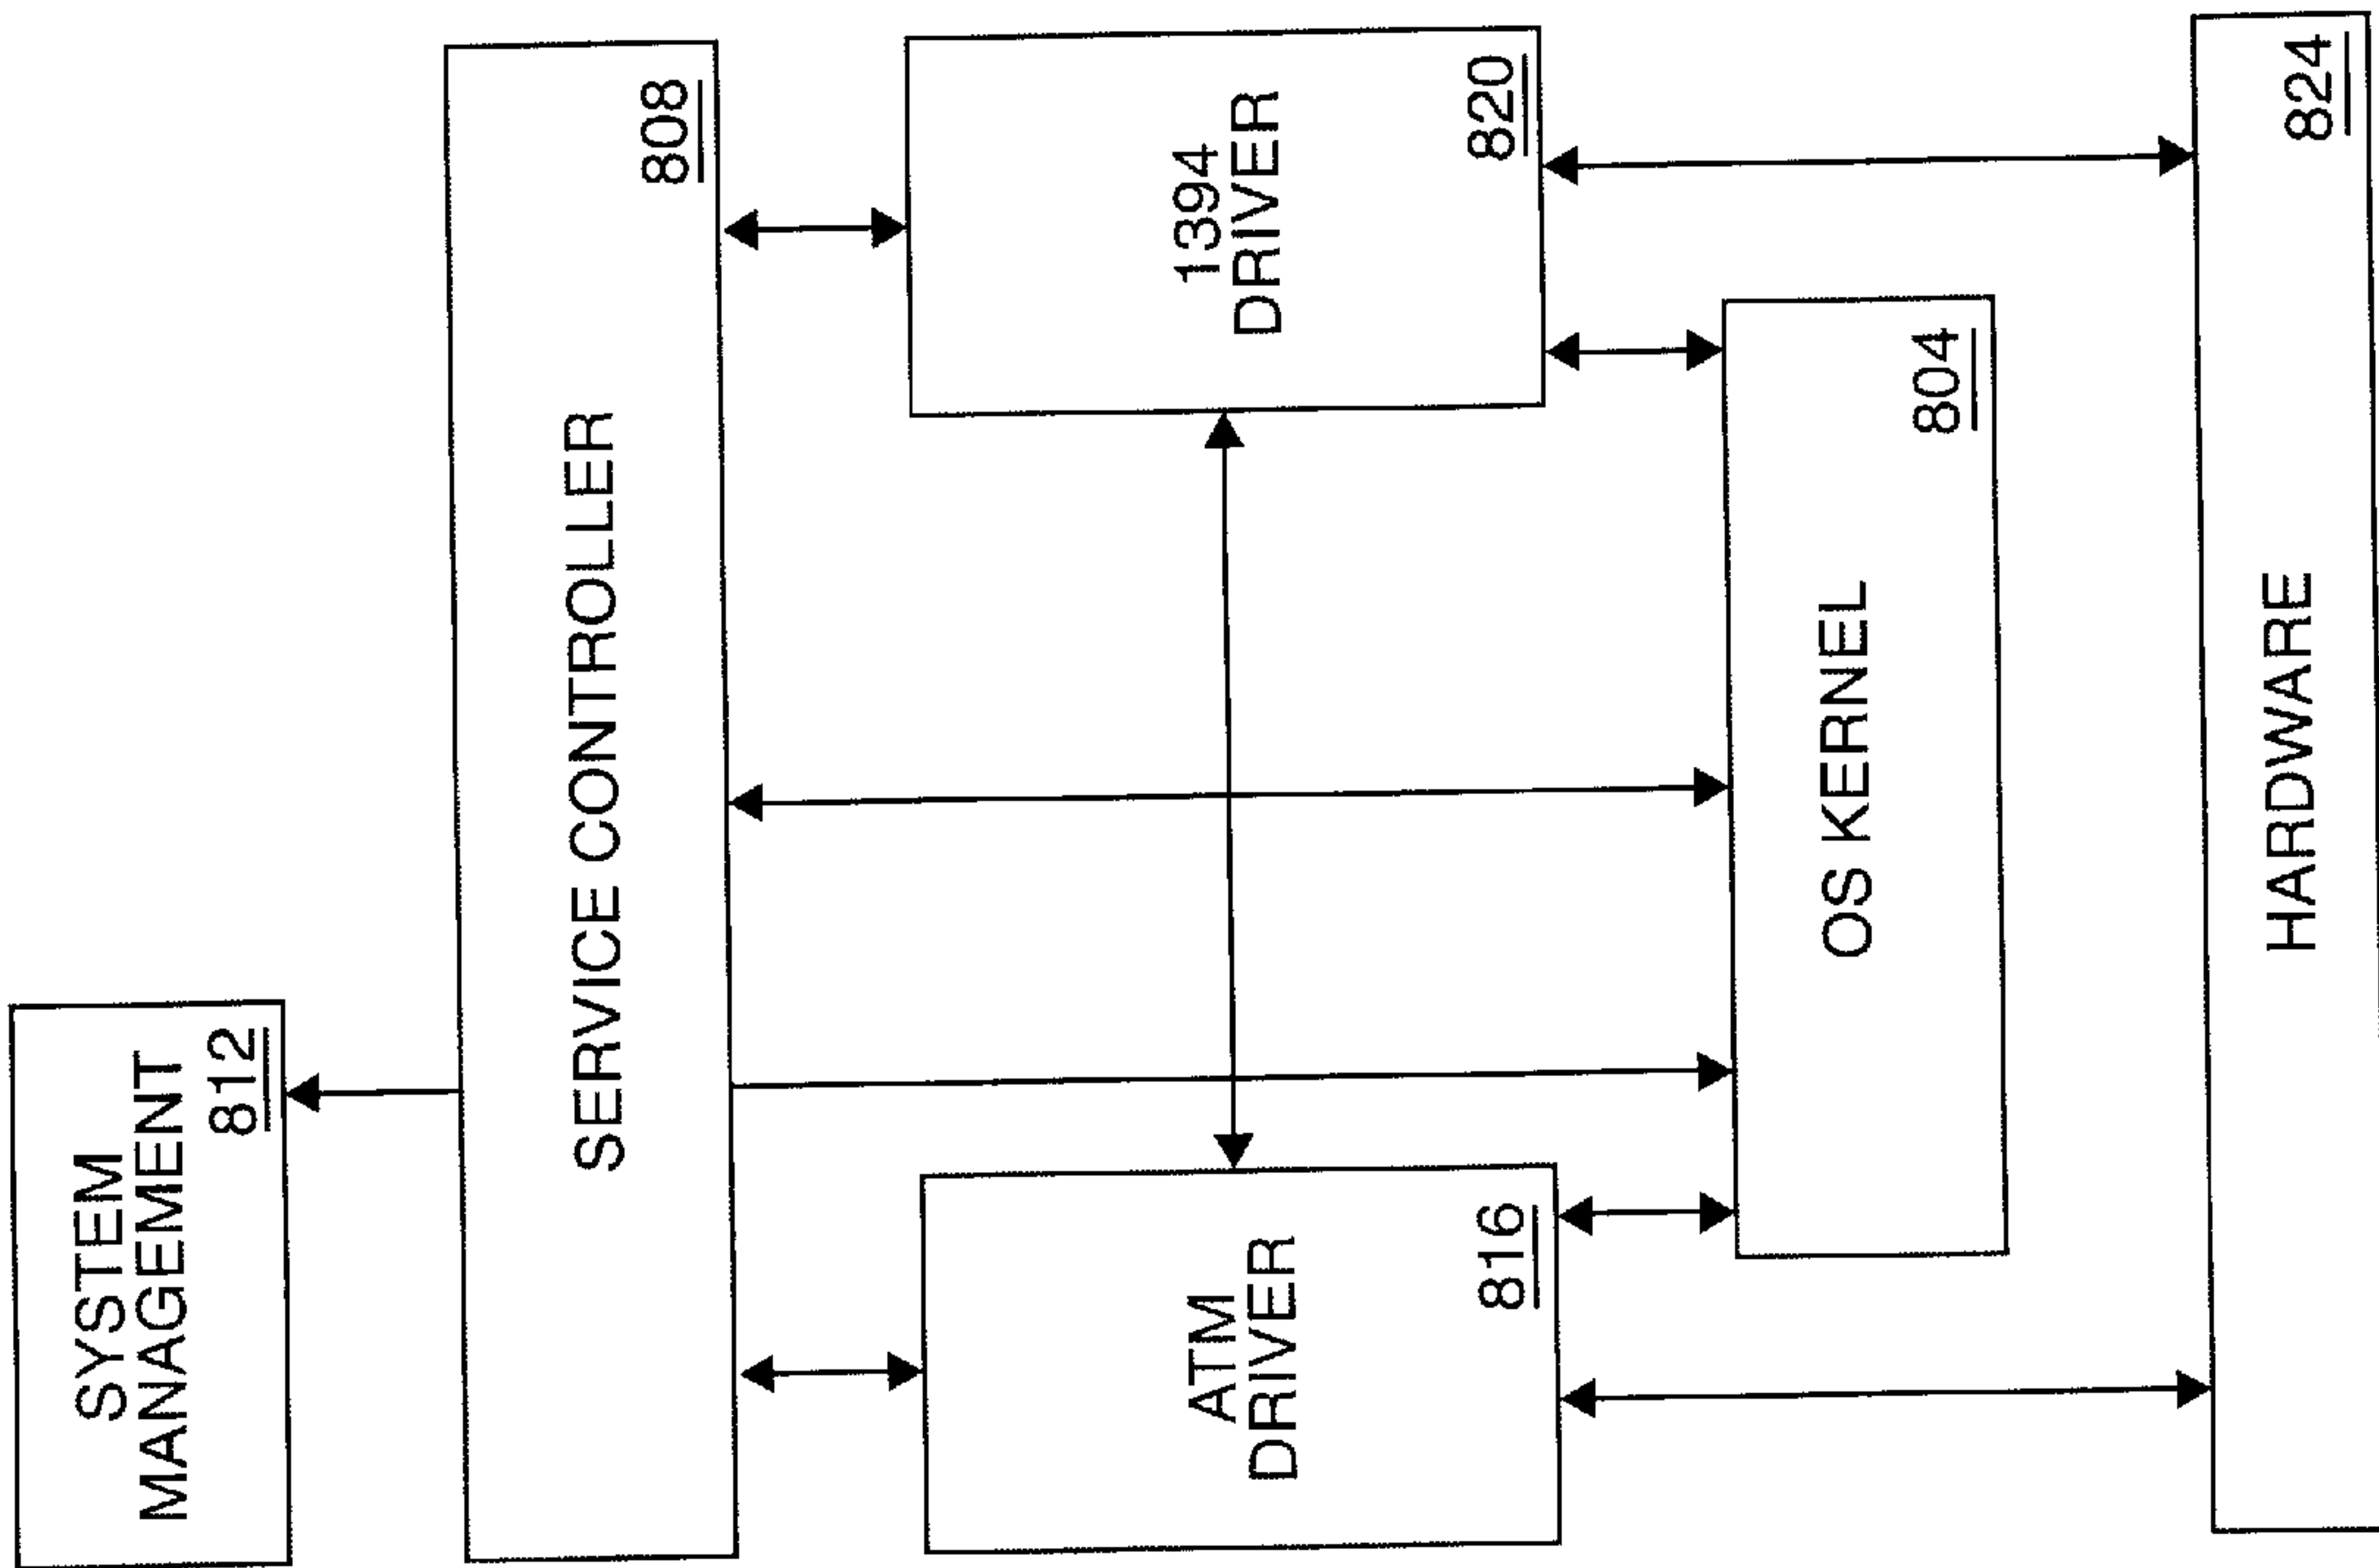 SYSTEM
MANAGEMENT
812
SERVICE CONTROLLER
808
ATM
DRIVER
816
1394
DRIVER
820
OS KERNEL
804
HARDWARE
824